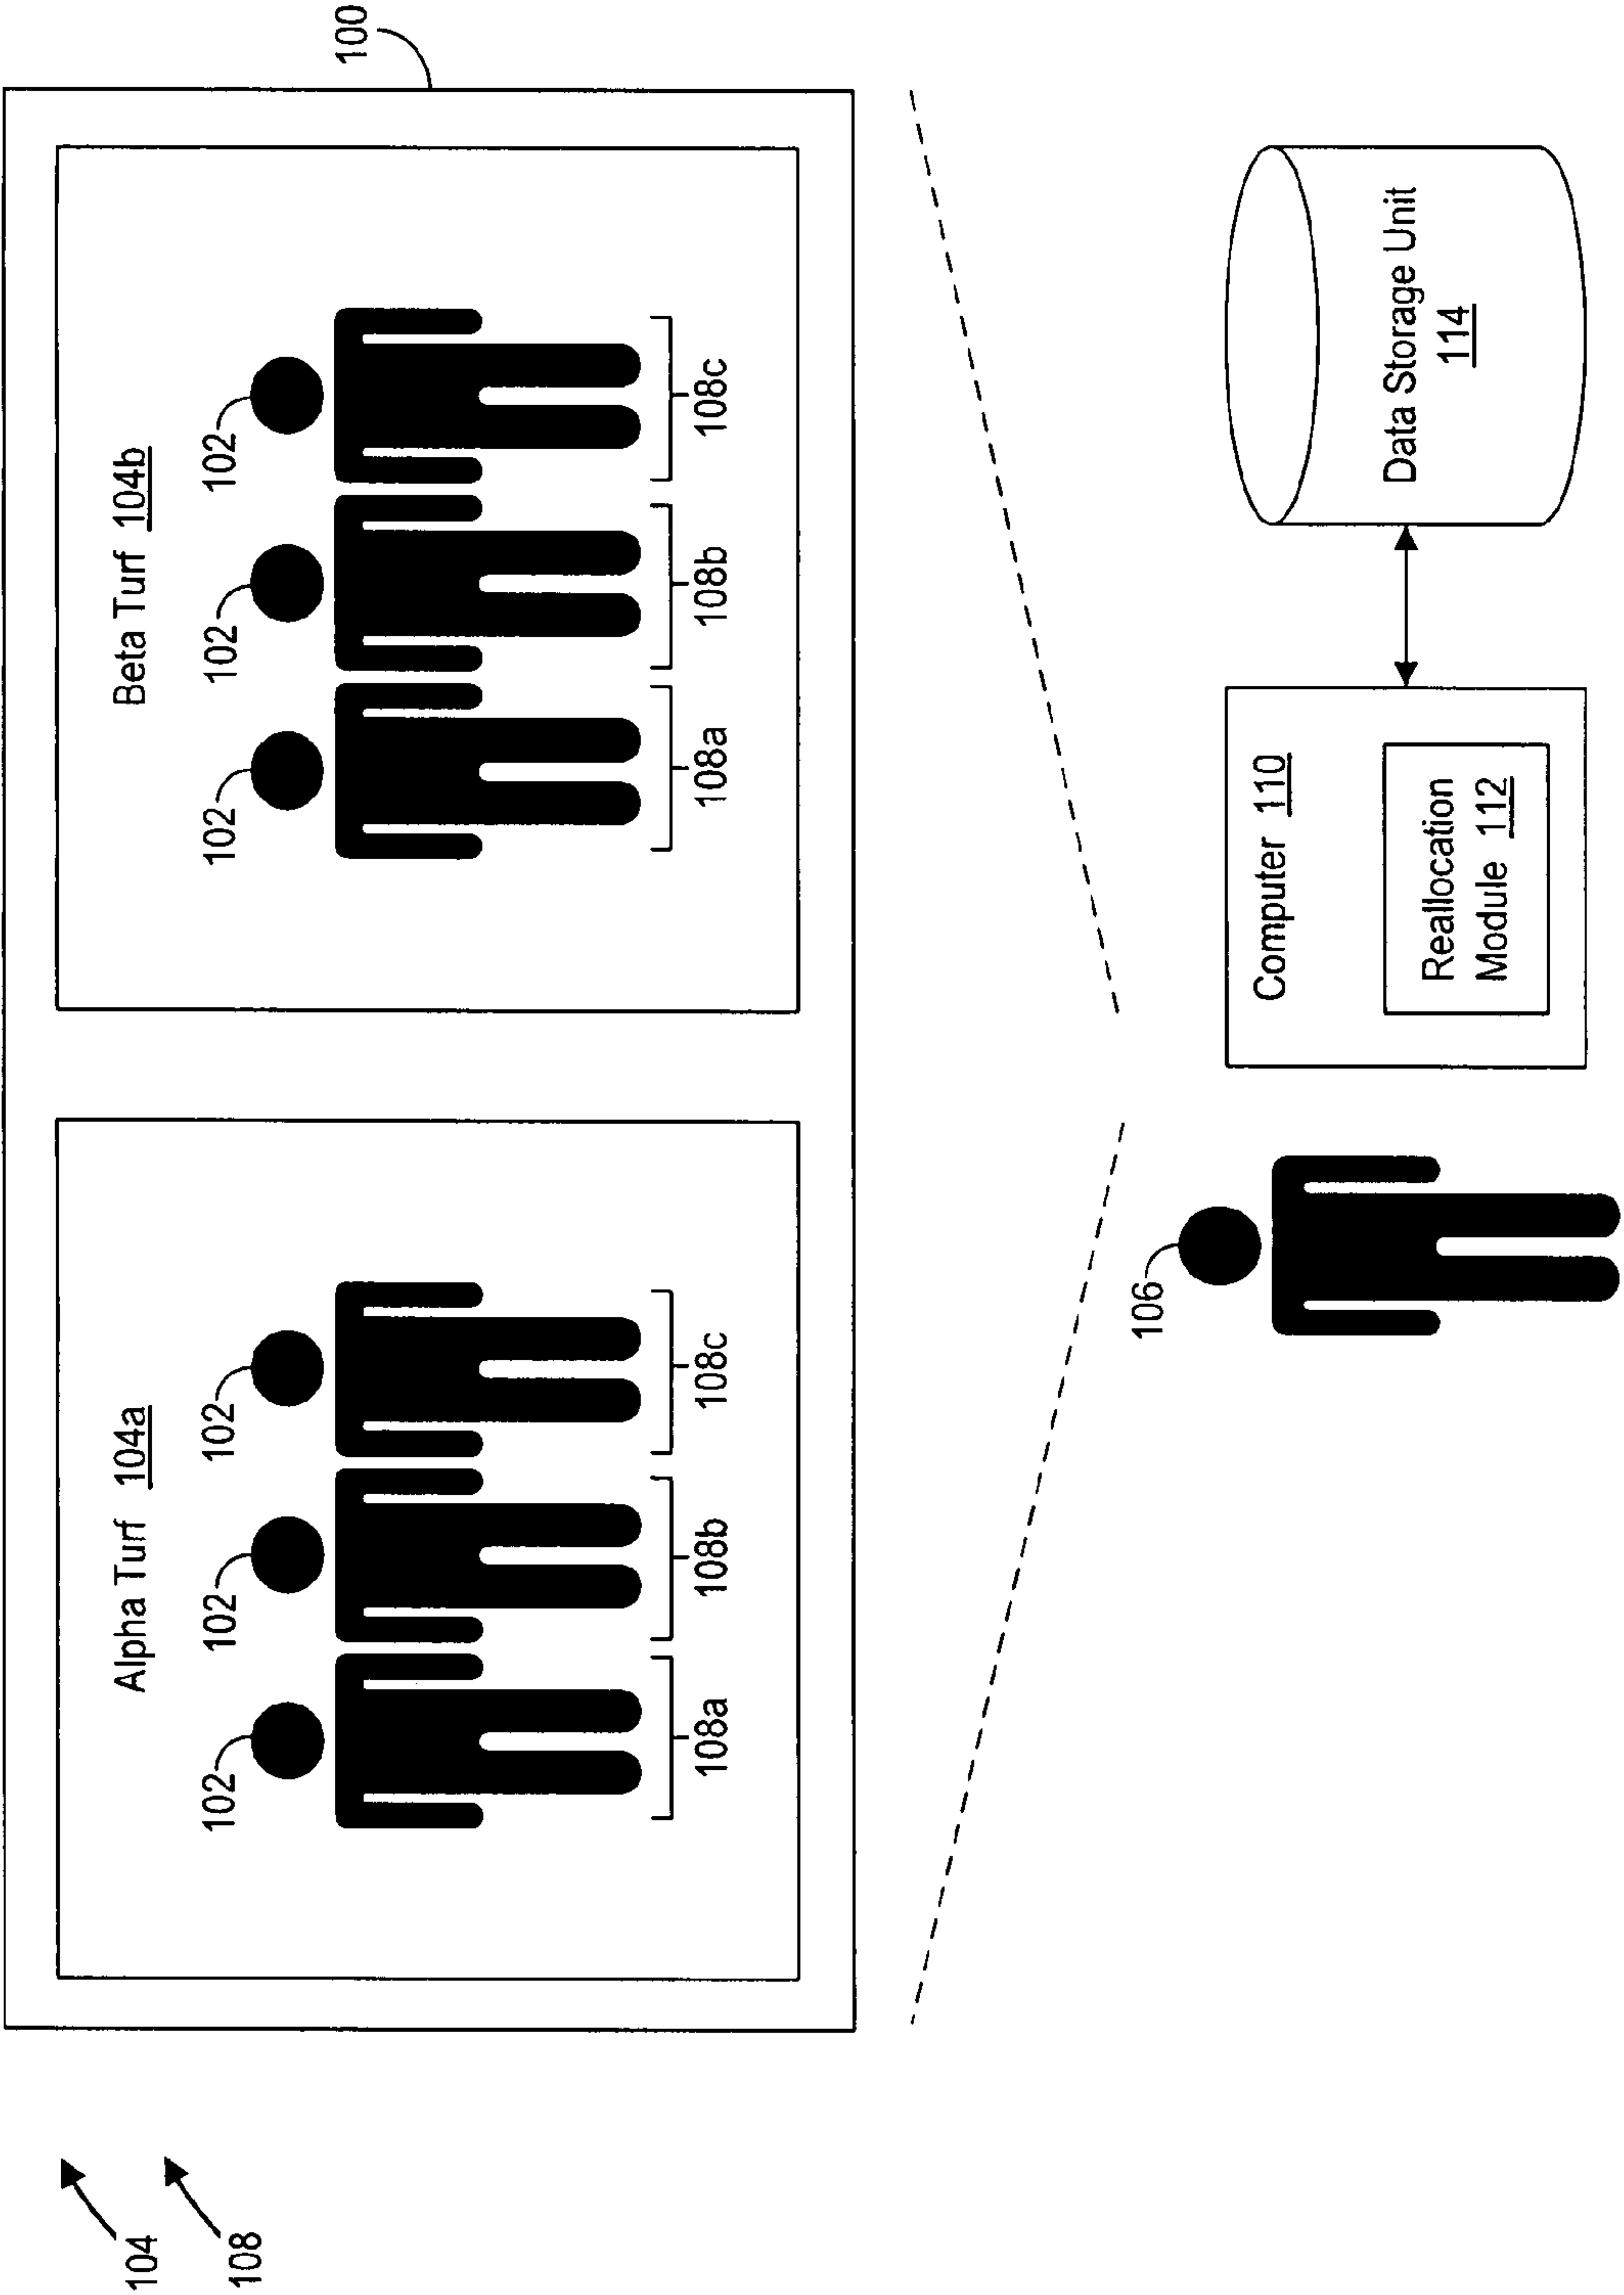 104
108
100
Alpha Turf 104a
102
102
102
108a
108b
108c
Beta Turf 104b
102
102
102
108a
108b
108c
106
Computer 110
Reallocation
Module 112
Data Storage Unit
114